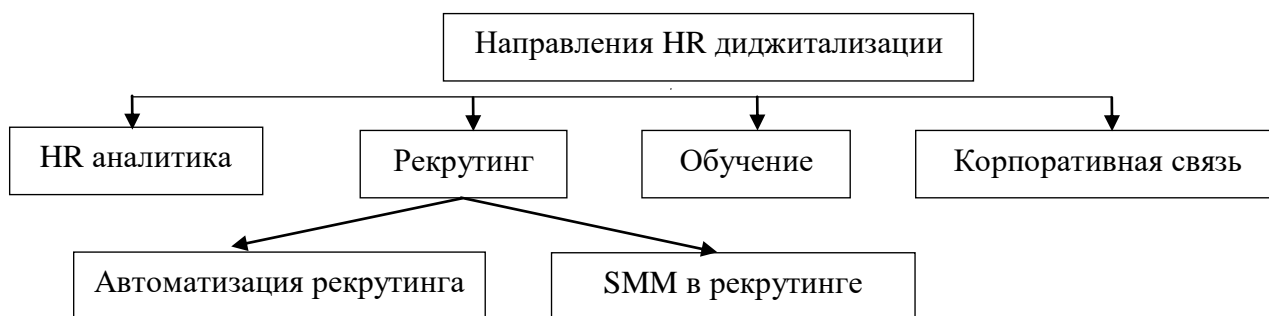 Направления HR диджитализации
HR аналитика
Рекрутинг
Обучение
Корпоративная связь
Автоматизация рекрутинга
SMM в рекрутинге